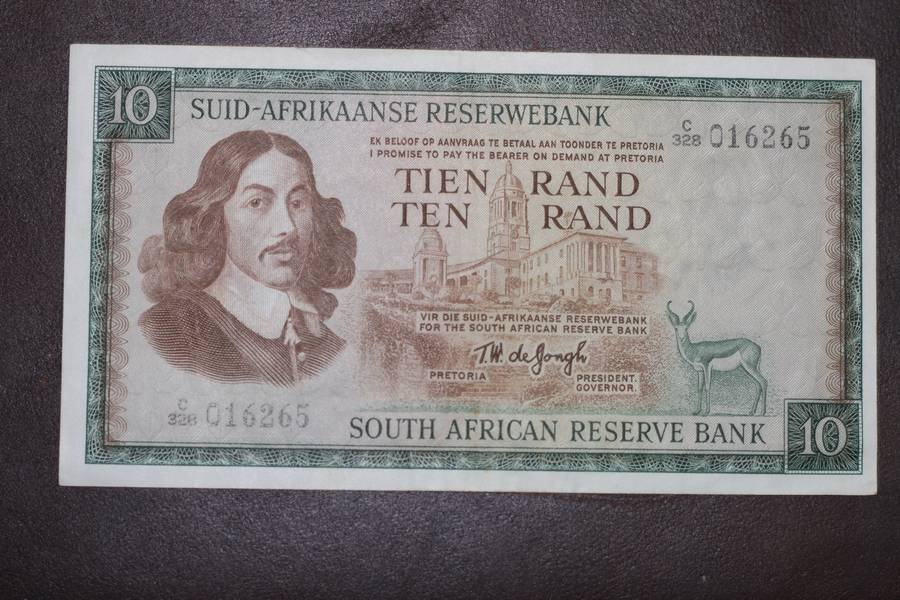 10
SUID-AFRIKAANSE RESERWEBANK
EK BELOOF OP AANVRAAG TE BETAAL AAN TOONDER TE PRETORIA
I PROMISE TO PAY THE BEARER ON DEMAND AT PRETORIA
C/328 016265
TIEN RAND
TEN RAND
VIR DIE SUID-AFRIKAANSE RESERWEBANK
FOR THE SOUTH AFRICAN RESERVE BANK
T.W. de Jongh
PRETORIA PRESIDENT.
GOVERNOR.
C/328 016265
SOUTH AFRICAN RESERVE BANK
10